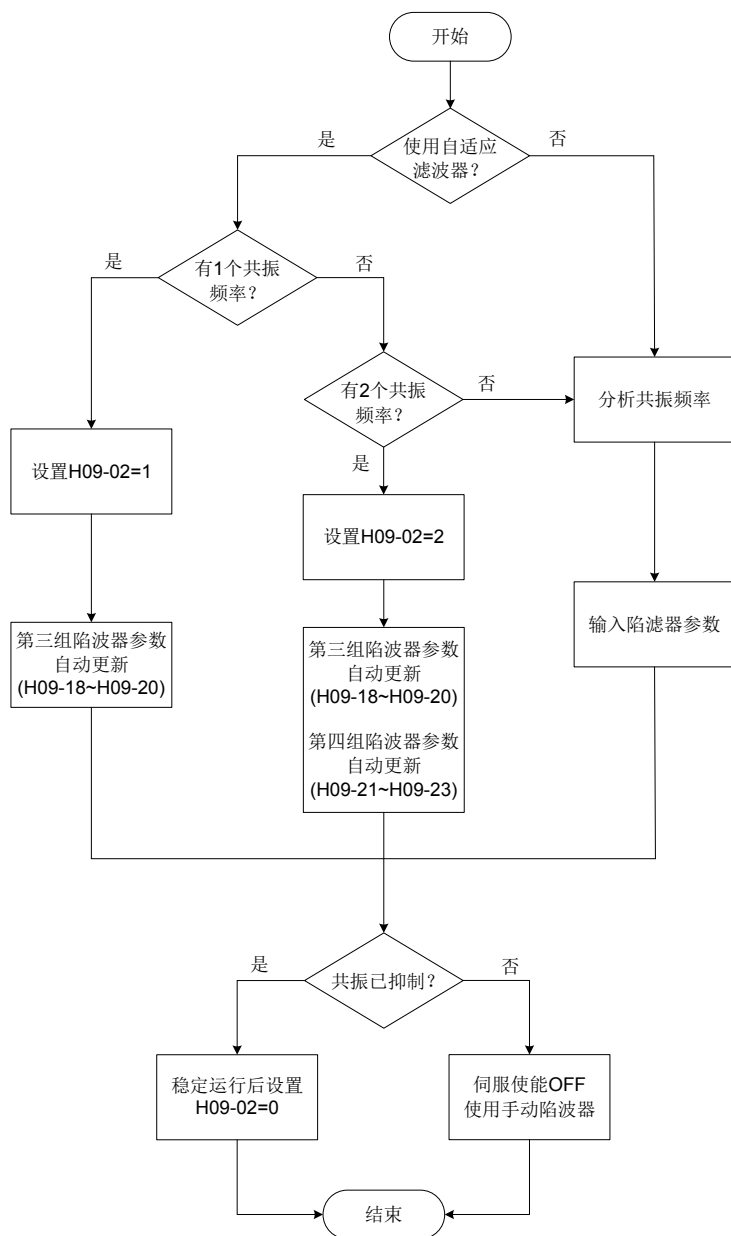 开始
使用自适应
滤波器？
是
否
有1个共振
频率？
是
否
有2个共振
频率？
否
是
分析共振频率
设置H09-02=1
设置H09-02=2
输入陷滤器参数
第三组陷波器参数
自动更新
(H09-18~H09-20)
第三组陷波器参数
自动更新
(H09-18~H09-20)
第四组陷波器参数
自动更新
(H09-21~H09-23)
共振已抑制？
是
否
稳定运行后设置
H09-02=0
伺服使能OFF
使用手动陷波器
结束